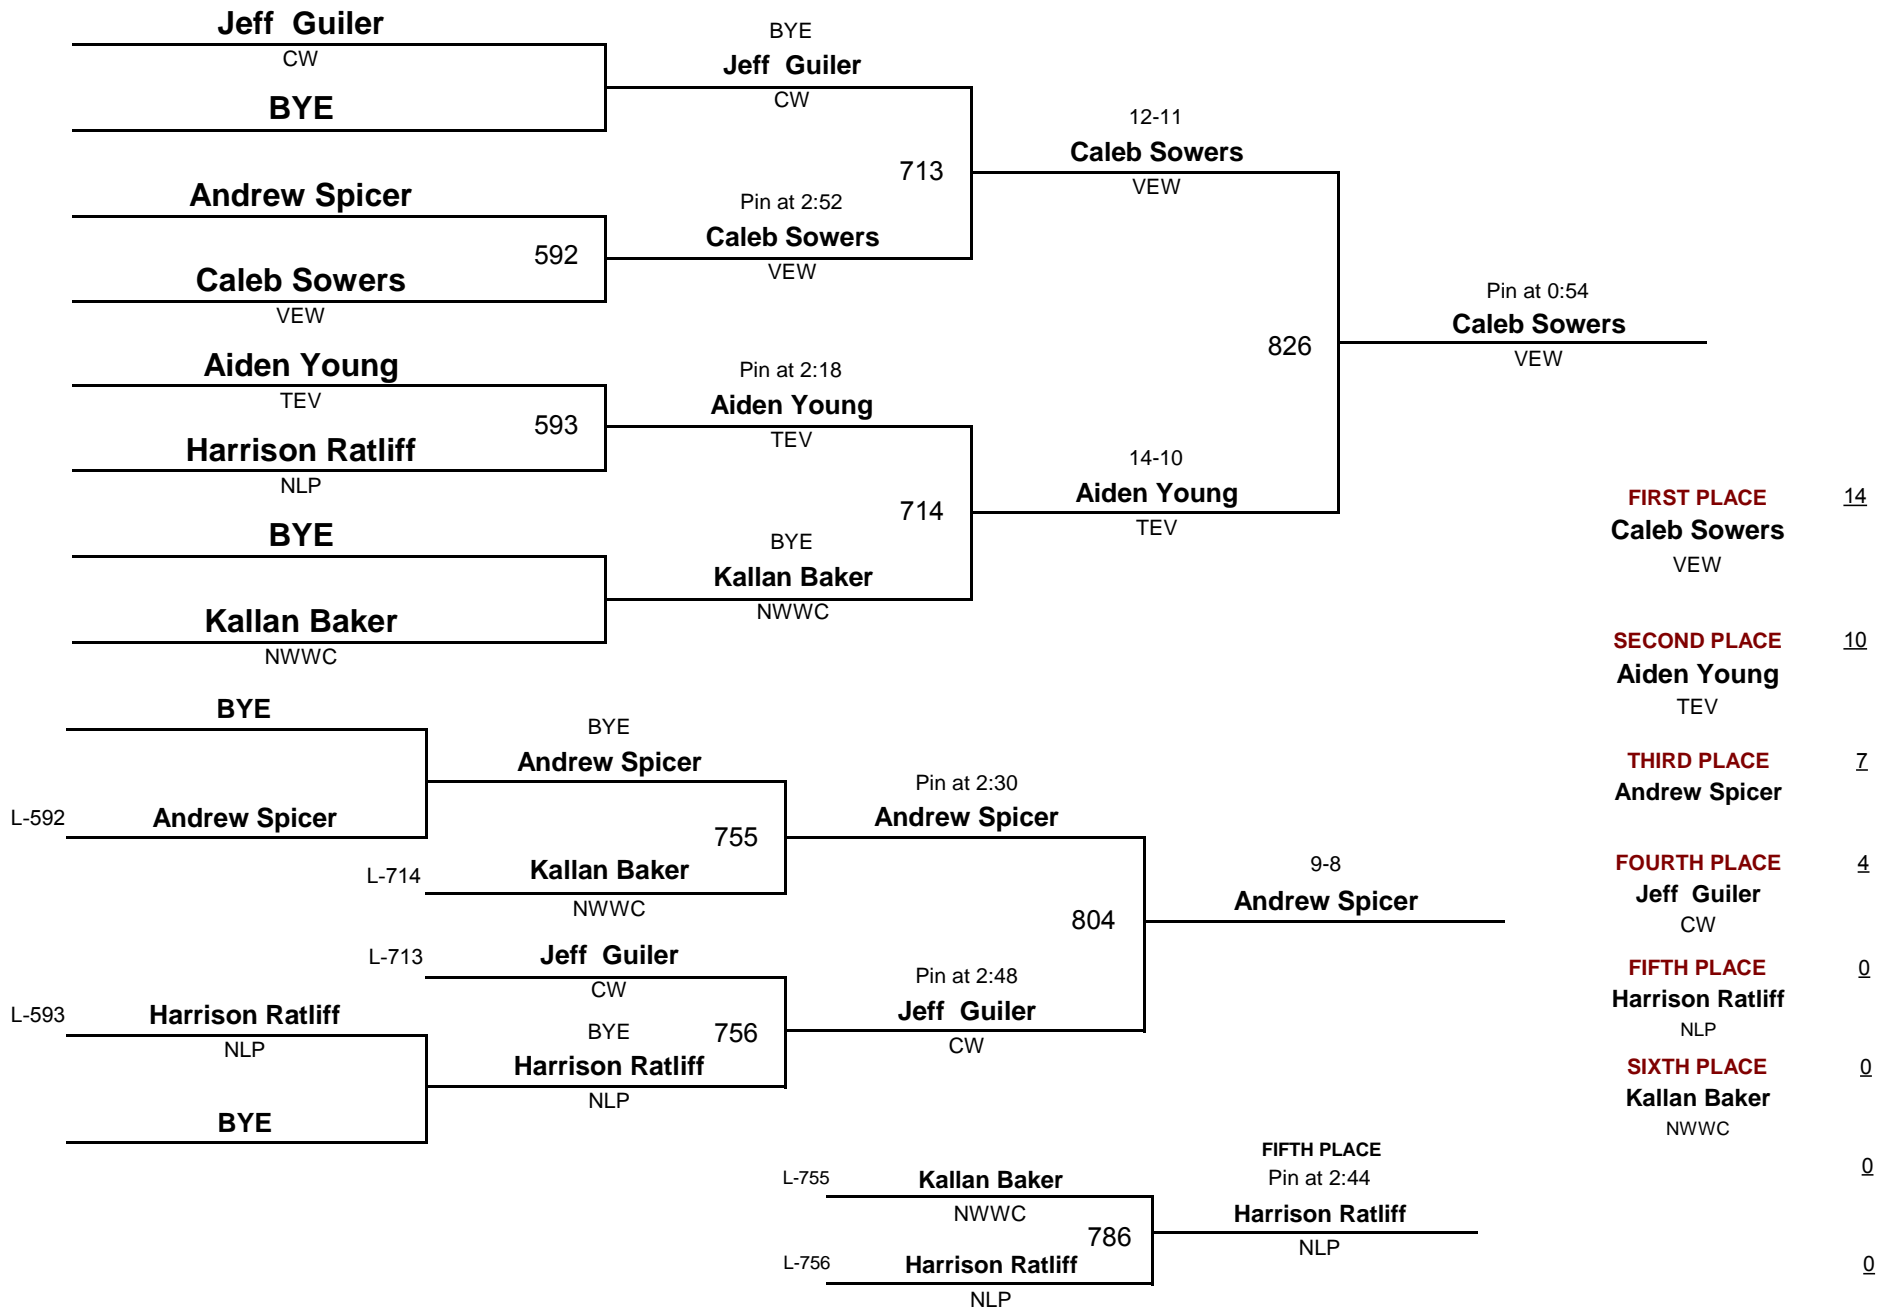 Jeff  Guiler
CW
BYE
Andrew Spicer
592
Caleb Sowers
VEW
Aiden Young
TEV
593
Harrison Ratliff
NLP
BYE
Kallan Baker
NWWC
BYE
Jeff  Guiler
CW
713
Pin at 2:52
Caleb Sowers
VEW
Pin at 2:18
Aiden Young
TEV
714
BYE
Kallan Baker
NWWC
12-11
Caleb Sowers
VEW
826
14-10
Aiden Young
TEV
Pin at 0:54
Caleb Sowers
VEW
FIRST PLACE 14
Caleb Sowers
VEW
SECOND PLACE 10
Aiden Young
TEV
THIRD PLACE 7
Andrew Spicer
FOURTH PLACE 4
Jeff  Guiler
CW
FIFTH PLACE 0
Harrison Ratliff
NLP
SIXTH PLACE 0
Kallan Baker
NWWC
0
0
BYE
L-592 Andrew Spicer
L-593 Harrison Ratliff
NLP
BYE
BYE
Andrew Spicer
755
L-714 Kallan Baker
NWWC
L-713 Jeff  Guiler
CW
BYE 756
Harrison Ratliff
NLP
Pin at 2:30
Andrew Spicer
804
Pin at 2:48
Jeff  Guiler
CW
9-8
Andrew Spicer
FIFTH PLACE
L-755 Kallan Baker
NWWC
786
L-756 Harrison Ratliff
NLP
Pin at 2:44
Harrison Ratliff
NLP